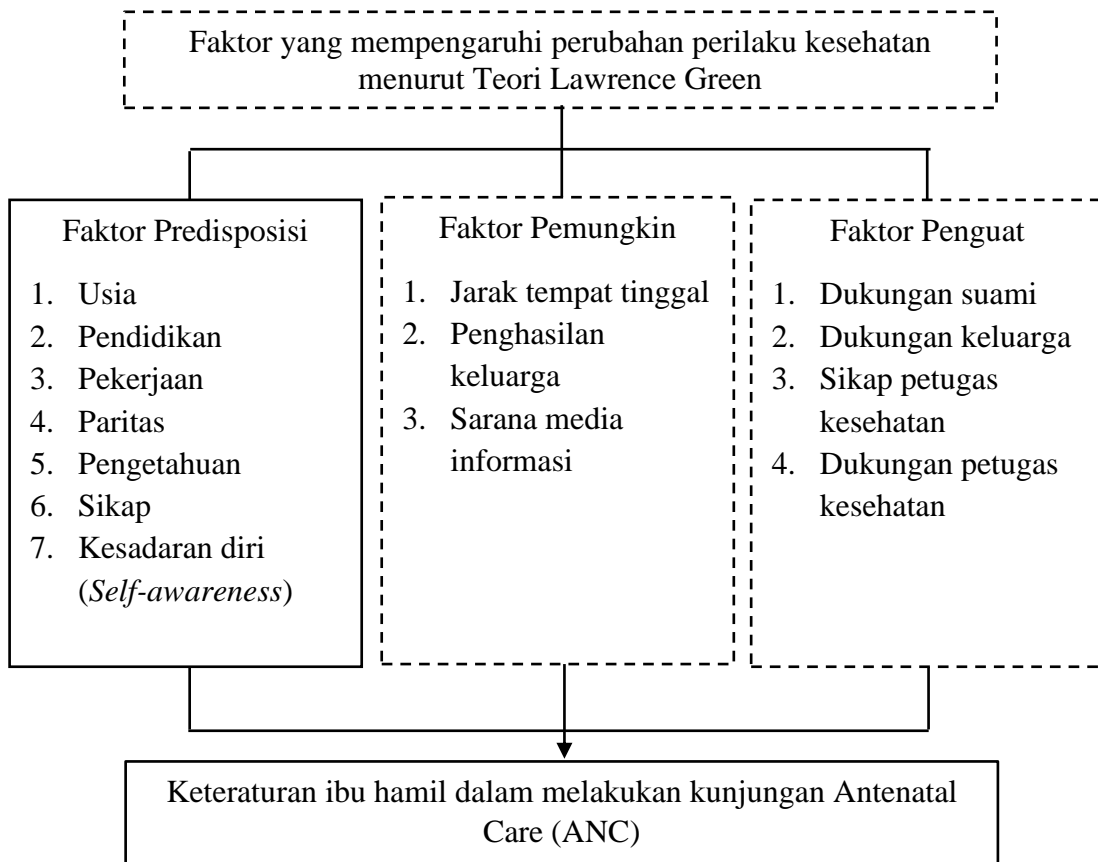 Faktor yang mempengaruhi perubahan perilaku kesehatan
menurut Teori Lawrence Green
Faktor Predisposisi
1. Usia
2. Pendidikan
3. Pekerjaan
4. Paritas
5. Pengetahuan
6. Sikap
7. Kesadaran diri
(Self-awareness)
Faktor Pemungkin
1. Jarak tempat tinggal
2. Penghasilan
keluarga
3. Sarana media
informasi
Faktor Penguat
1. Dukungan suami
2. Dukungan keluarga
3. Sikap petugas
kesehatan
4. Dukungan petugas
kesehatan
Keteraturan ibu hamil dalam melakukan kunjungan Antenatal
Care (ANC)